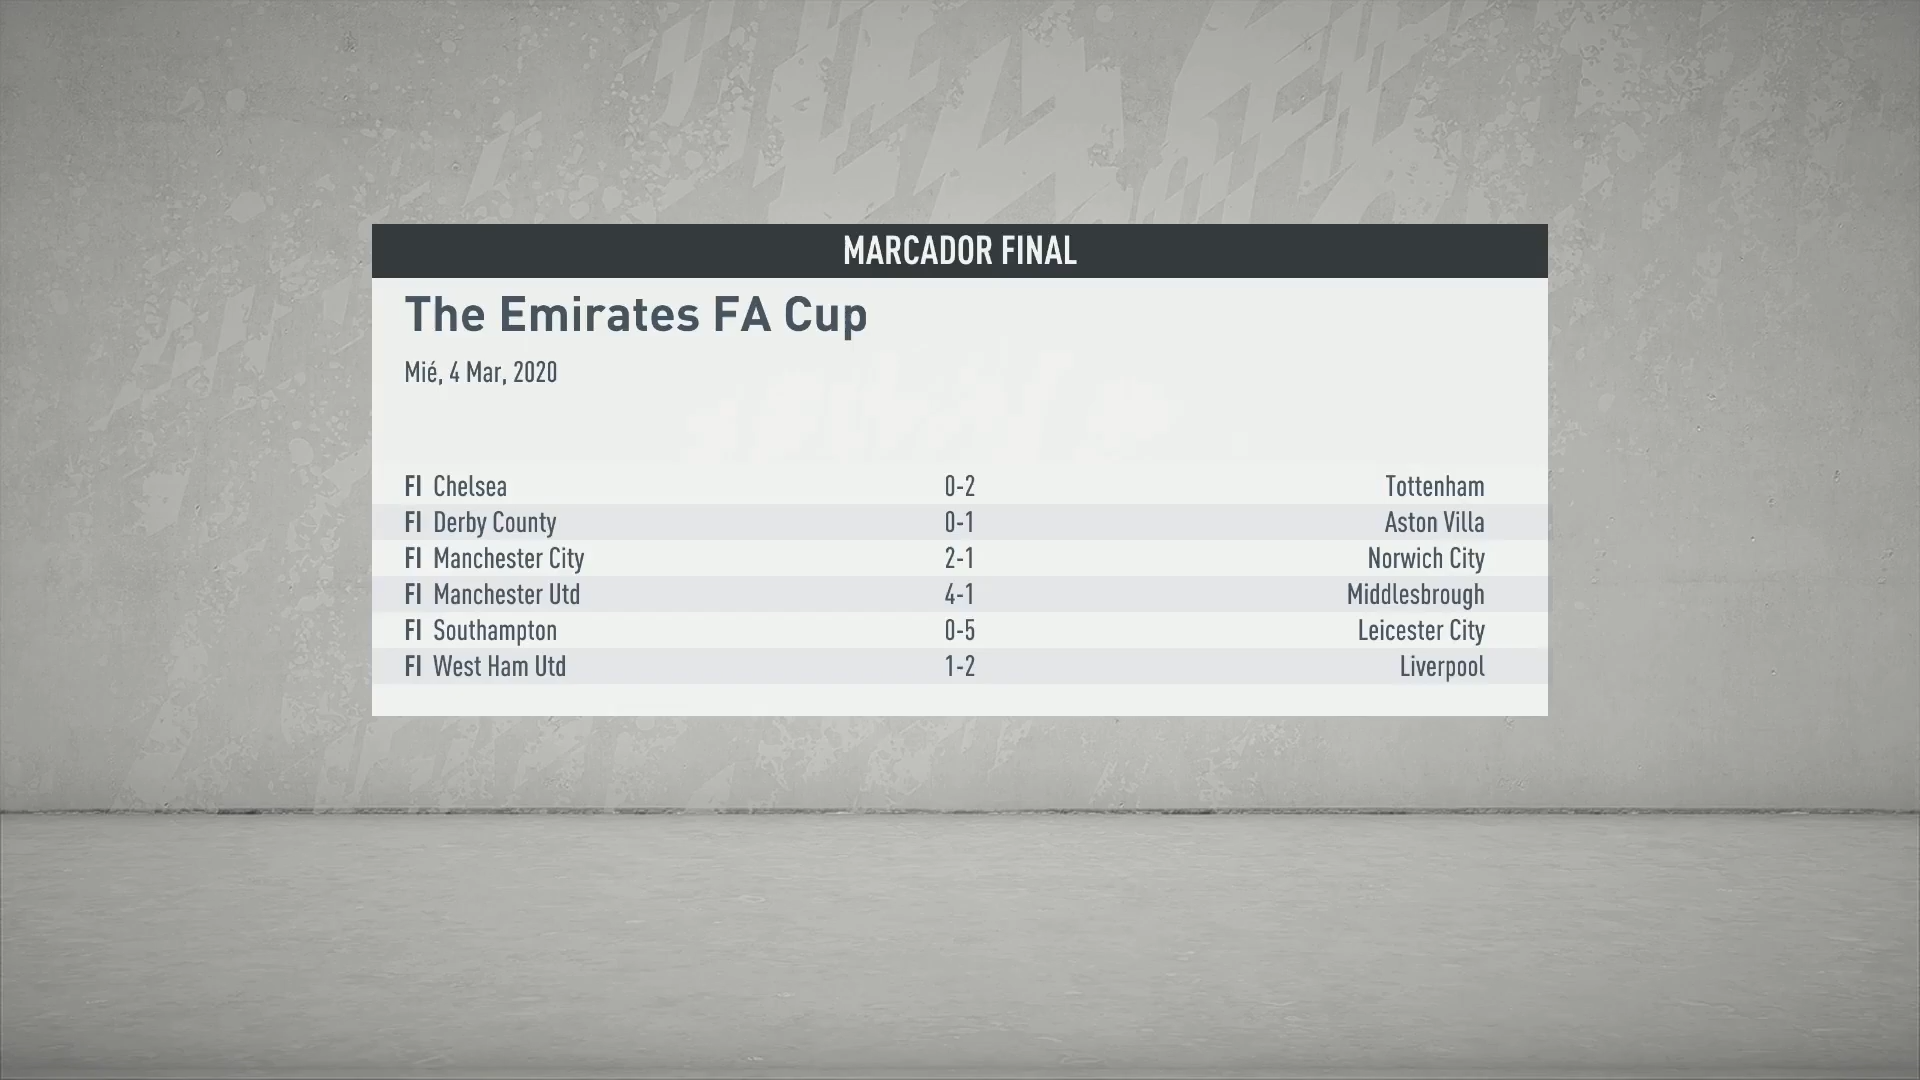 MARCADOR FINAL
The Emirates FA Cup
Mié, 4 Mar, 2020
FI Chelsea 0-2 Tottenham
FI Derby County 0-1 Aston Villa
FI Manchester City 2-1 Norwich City
FI Manchester Utd 4-1 Middlesbrough
FI Southampton 0-5 Leicester City
FI West Ham Utd 1-2 Liverpool